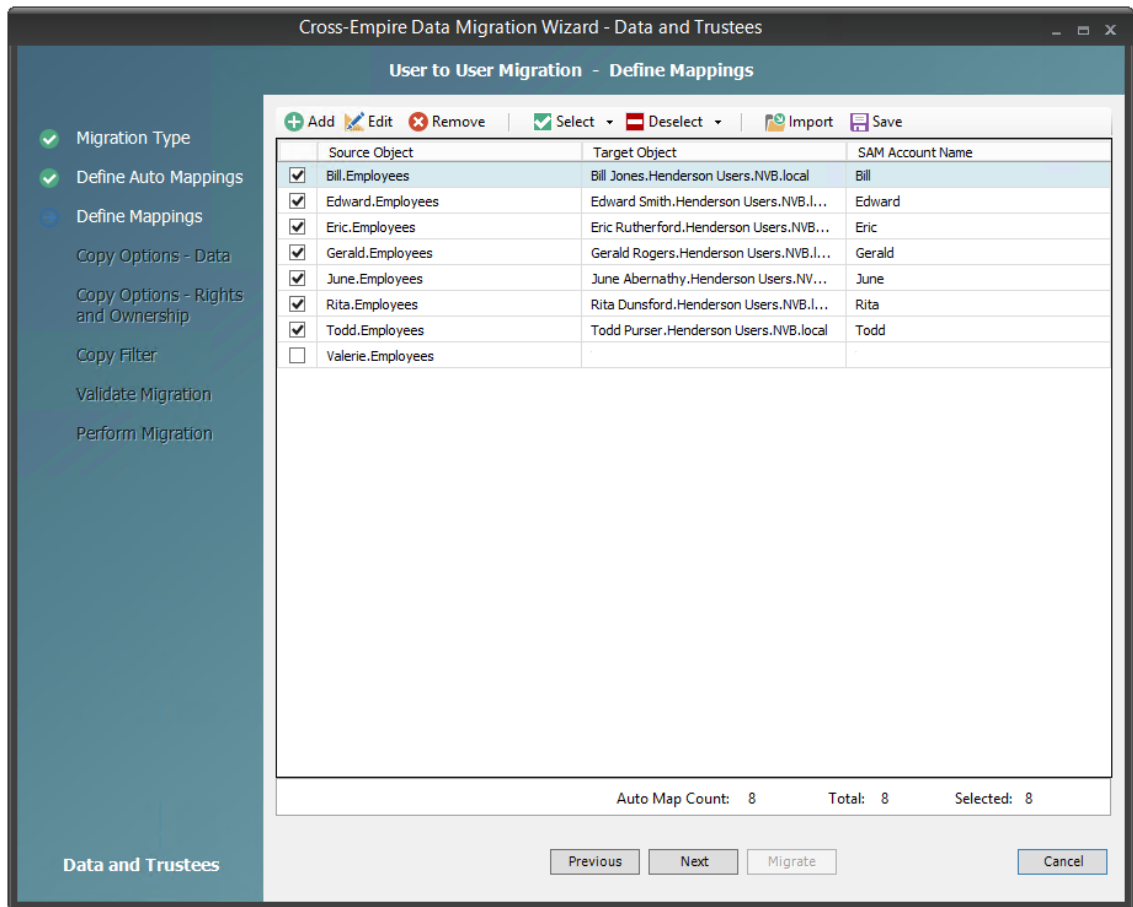 Cross-Empire Data Migration Wizard - Data and Trustees
User to User Migration - Define Mappings
Migration Type
Define Auto Mappings
Define Mappings
Copy Options - Data
Copy Options - Rights
and Ownership
Copy Filter
Validate Migration
Perform Migration
Data and Trustees
Add Edit Remove Select Deselect Import Save
Source Object Target Object SAM Account Name
Bill.Employees Bill Jones.Henderson Users.NVB.local Bill
Edward.Employees Edward Smith.Henderson Users.NVB.l... Edward
Eric.Employees Eric Rutherford.Henderson Users.NVB... Eric
Gerald.Employees Gerald Rogers.Henderson Users.NVB.l... Gerald
June.Employees June Abernathy.Henderson Users.NV... June
Rita.Employees Rita Dunsford.Henderson Users.NVB.l... Rita
Todd.Employees Todd Purser.Henderson Users.NVB.local Todd
Valerie.Employees
Auto Map Count: 8 Total: 8 Selected: 8
Previous Next Migrate Cancel